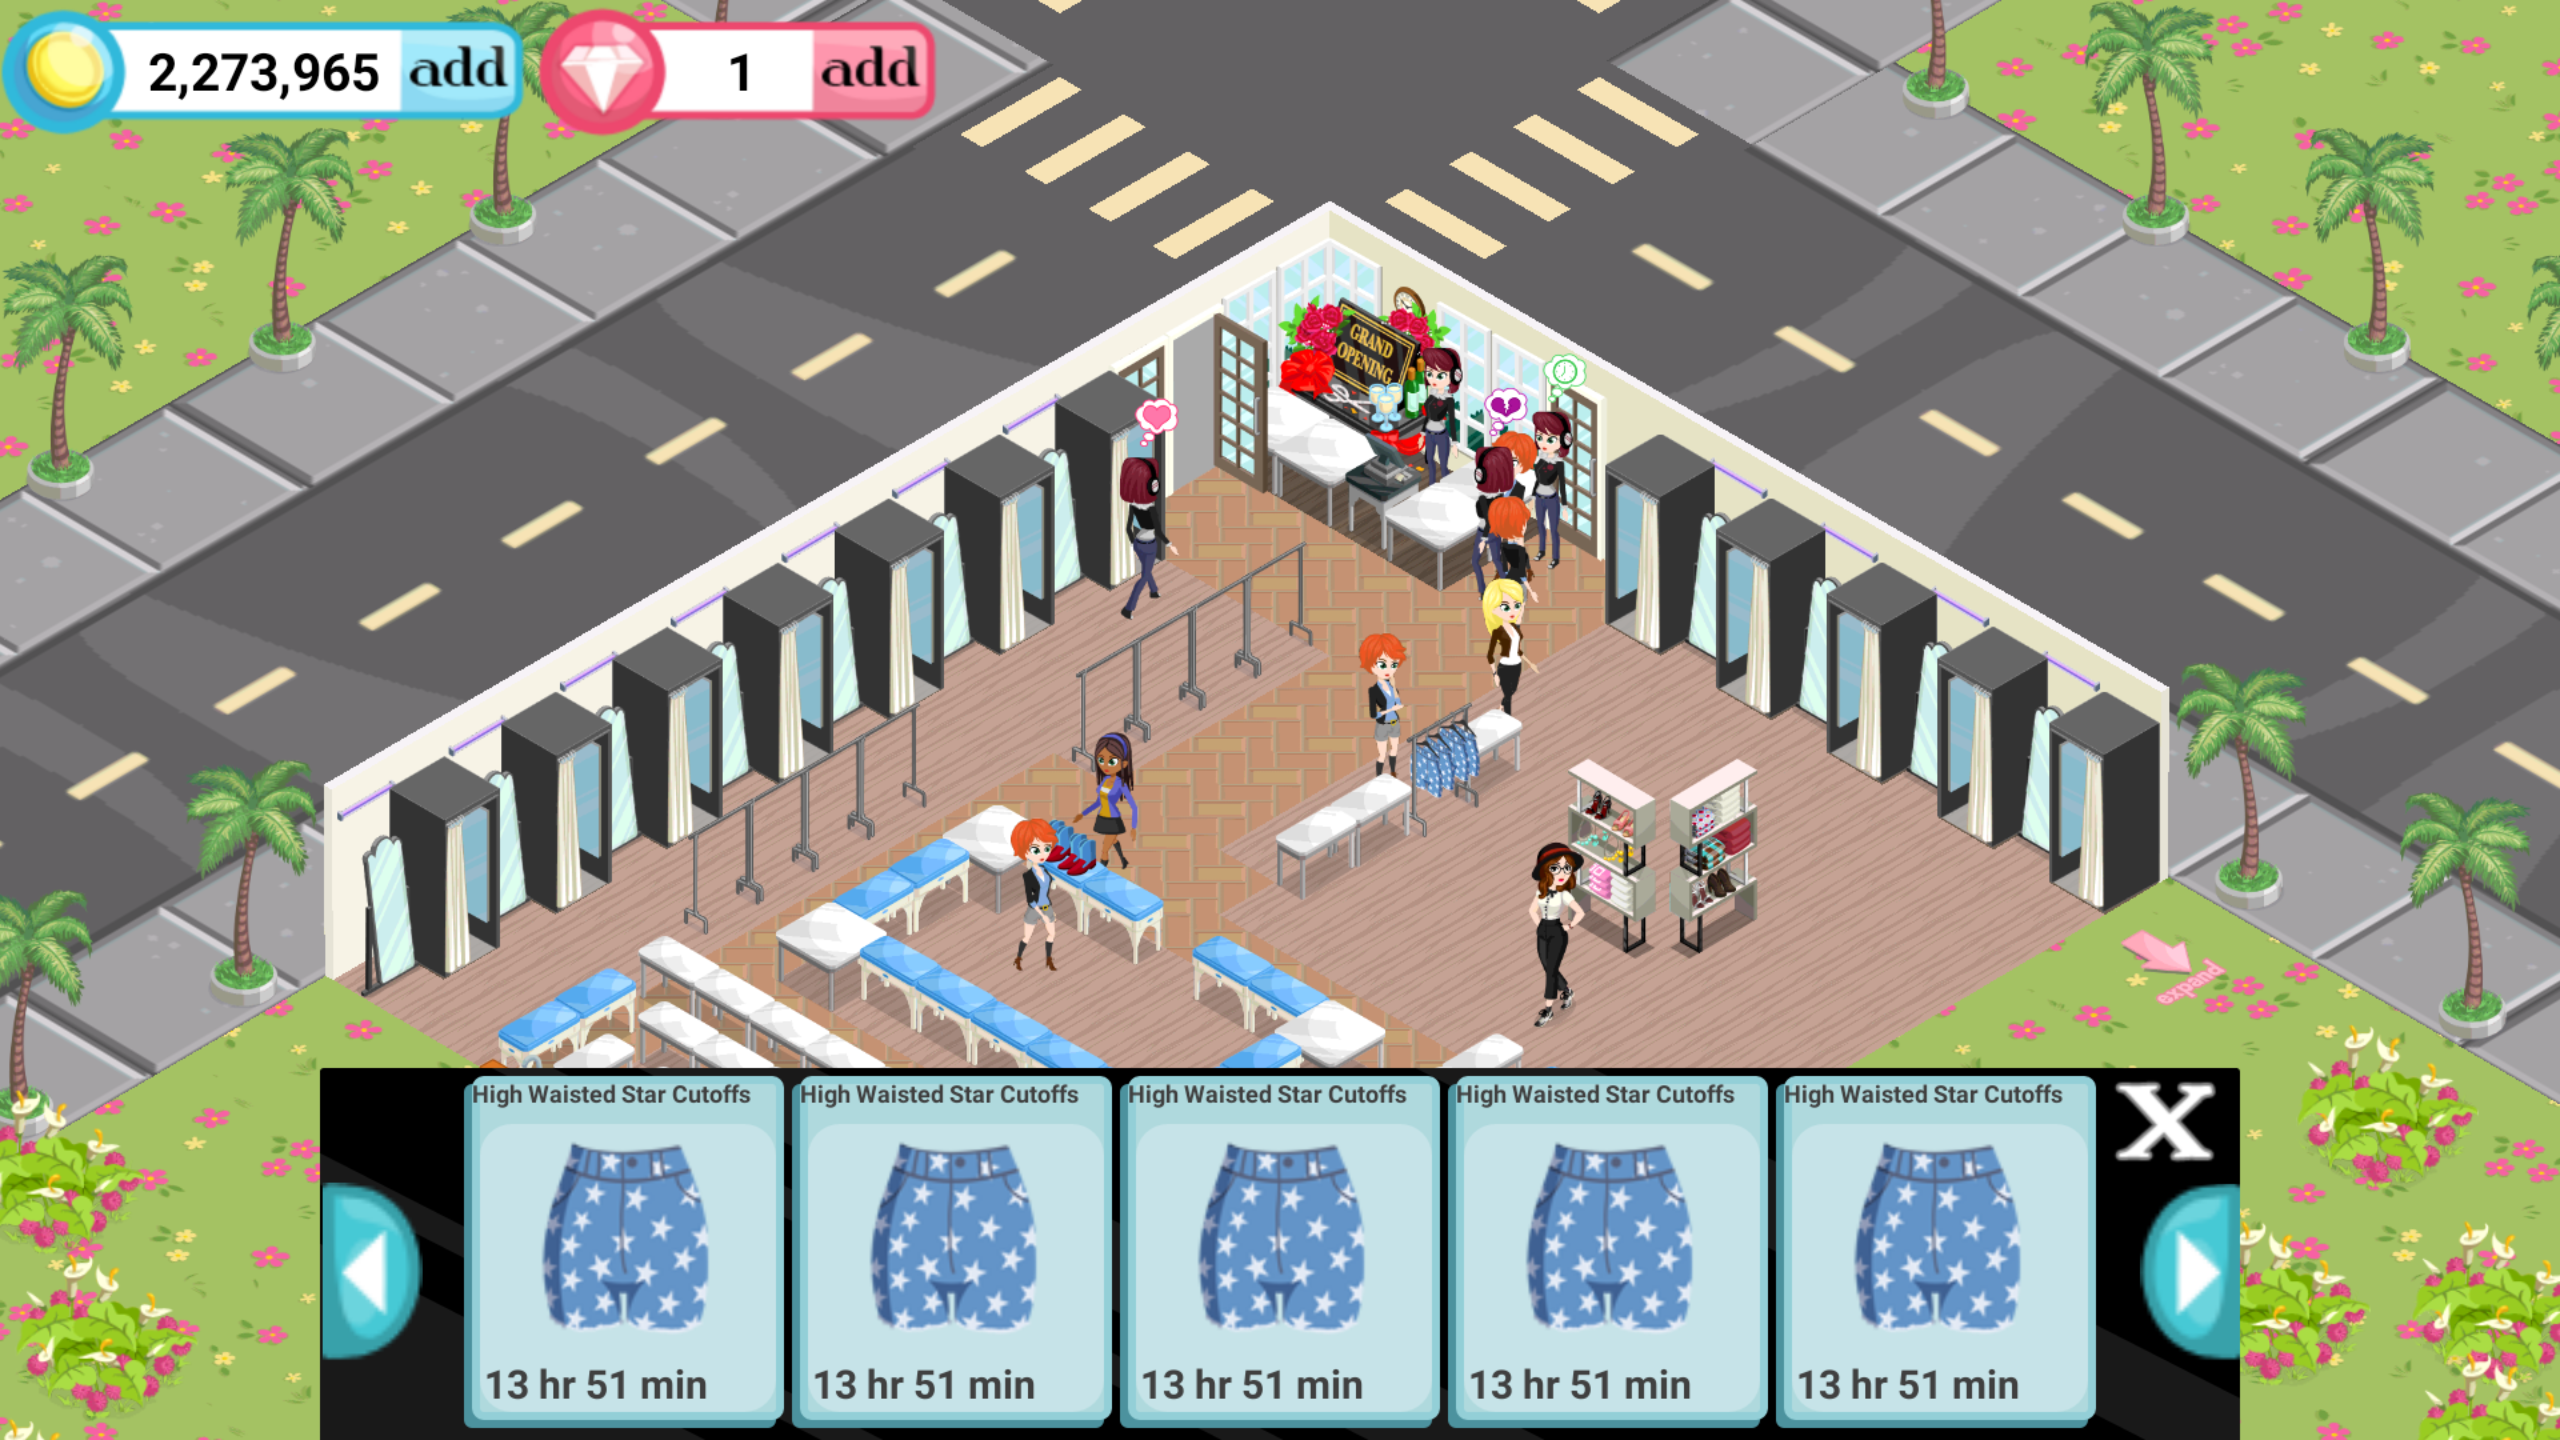 2,273,965 add
1 add
GRAND
OPENING
expand
High Waisted Star Cutoffs
13 hr 51 min
High Waisted Star Cutoffs
13 hr 51 min
High Waisted Star Cutoffs
13 hr 51 min
High Waisted Star Cutoffs
13 hr 51 min
High Waisted Star Cutoffs
13 hr 51 min
X